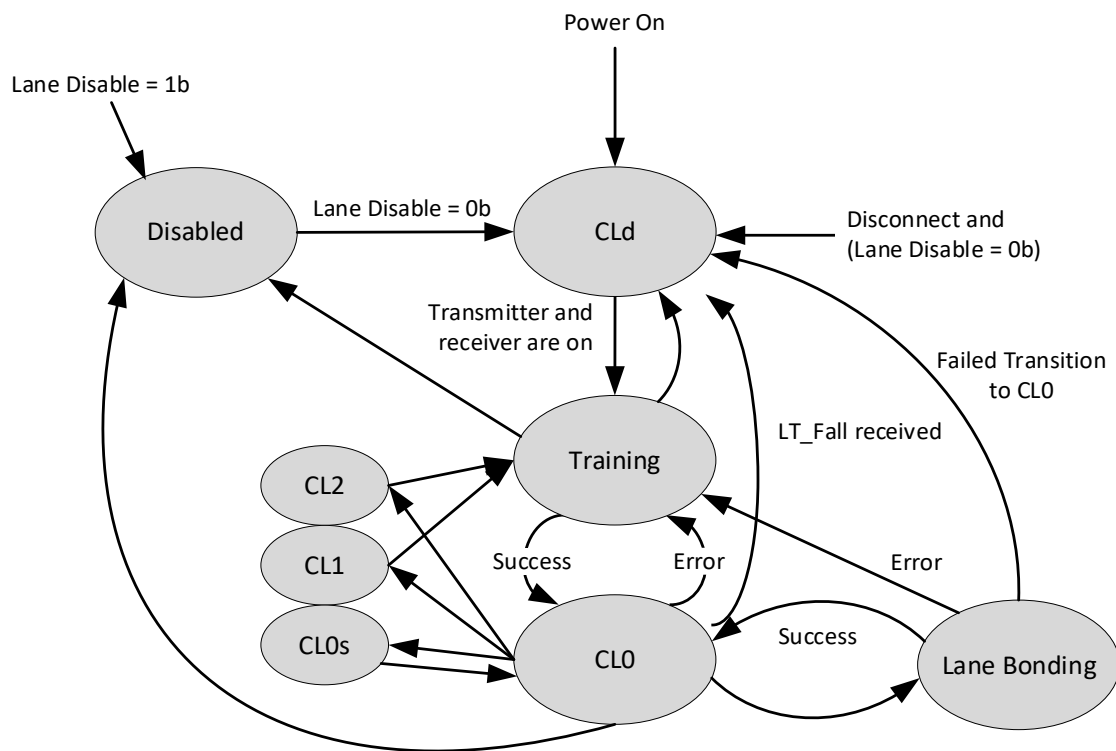 Power On
Lane Disable = 1b
Disabled
Lane Disable = 0b
CLd
Disconnect and
(Lane Disable = 0b)
Transmitter and
receiver are on
Failed Transition
to CL0
LT_Fall received
Training
CL2
CL1
CL0s
Success
Error
Error
CL0
Success
Lane Bonding